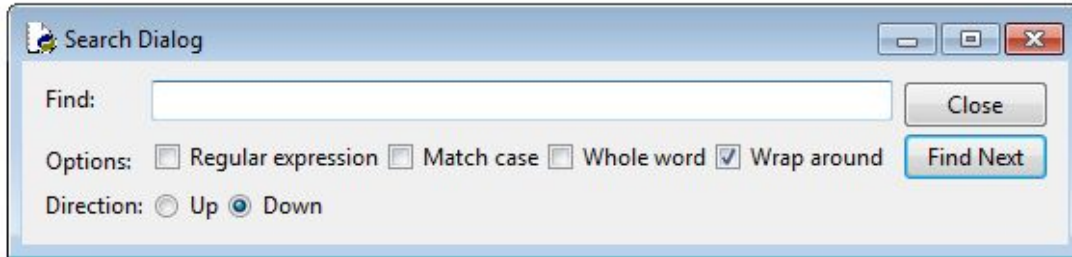 Search Dialog
Find: Close
Options: Regular expression Match case Whole word Wrap around Find Next
Direction: Up Down